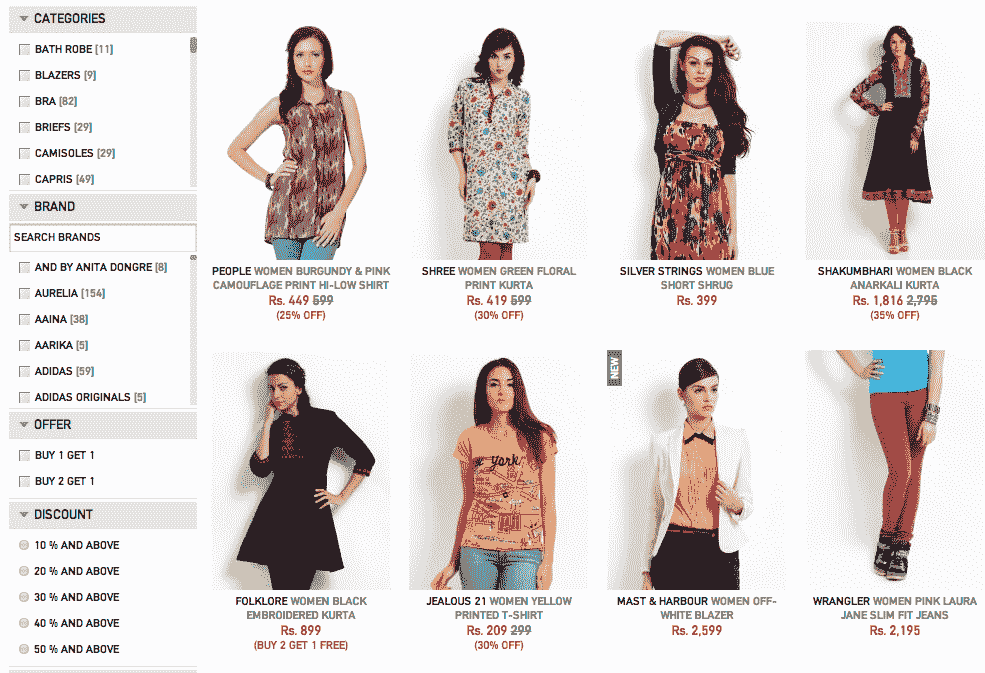 CATEGORIES
BATH ROBE [11]
BLAZERS [9]
BRA [82]
BRIEFS [29]
CAMISOLES [29]
CAPRIS [49]
BRAND
SEARCH BRANDS
AND BY ANITA DONGRE [8]
AURELIA [154]
AAINA [38]
AARIKA [5]
ADIDAS [59]
ADIDAS ORIGINALS [5]
OFFER
BUY 1 GET 1
BUY 2 GET 1
DISCOUNT
10 % AND ABOVE
20 % AND ABOVE
30 % AND ABOVE
40 % AND ABOVE
50 % AND ABOVE
PEOPLE WOMEN BURGUNDY & PINK
CAMOUFLAGE PRINT HI-LOW SHIRT
Rs. 449 599
(25% OFF)
SHREE WOMEN GREEN FLORAL
PRINT KURTA
Rs. 419 599
(30% OFF)
SILVER STRINGS WOMEN BLUE
SHORT SHRUG
Rs. 399
SHAKUMBHARI WOMEN BLACK
ANARKALI KURTA
Rs. 1,816 2,795
(35% OFF)
FOLKLORE WOMEN BLACK
EMBROIDERED KURTA
Rs. 899
(BUY 2 GET 1 FREE)
york
JEALOUS 21 WOMEN YELLOW
PRINTED T-SHIRT
Rs. 209 299
(30% OFF)
NEW
MAST & HARBOUR WOMEN OFF-
WHITE BLAZER
Rs. 2,599
WRANGLER WOMEN PINK LAURA
JANE SLIM FIT JEANS
Rs. 2,195